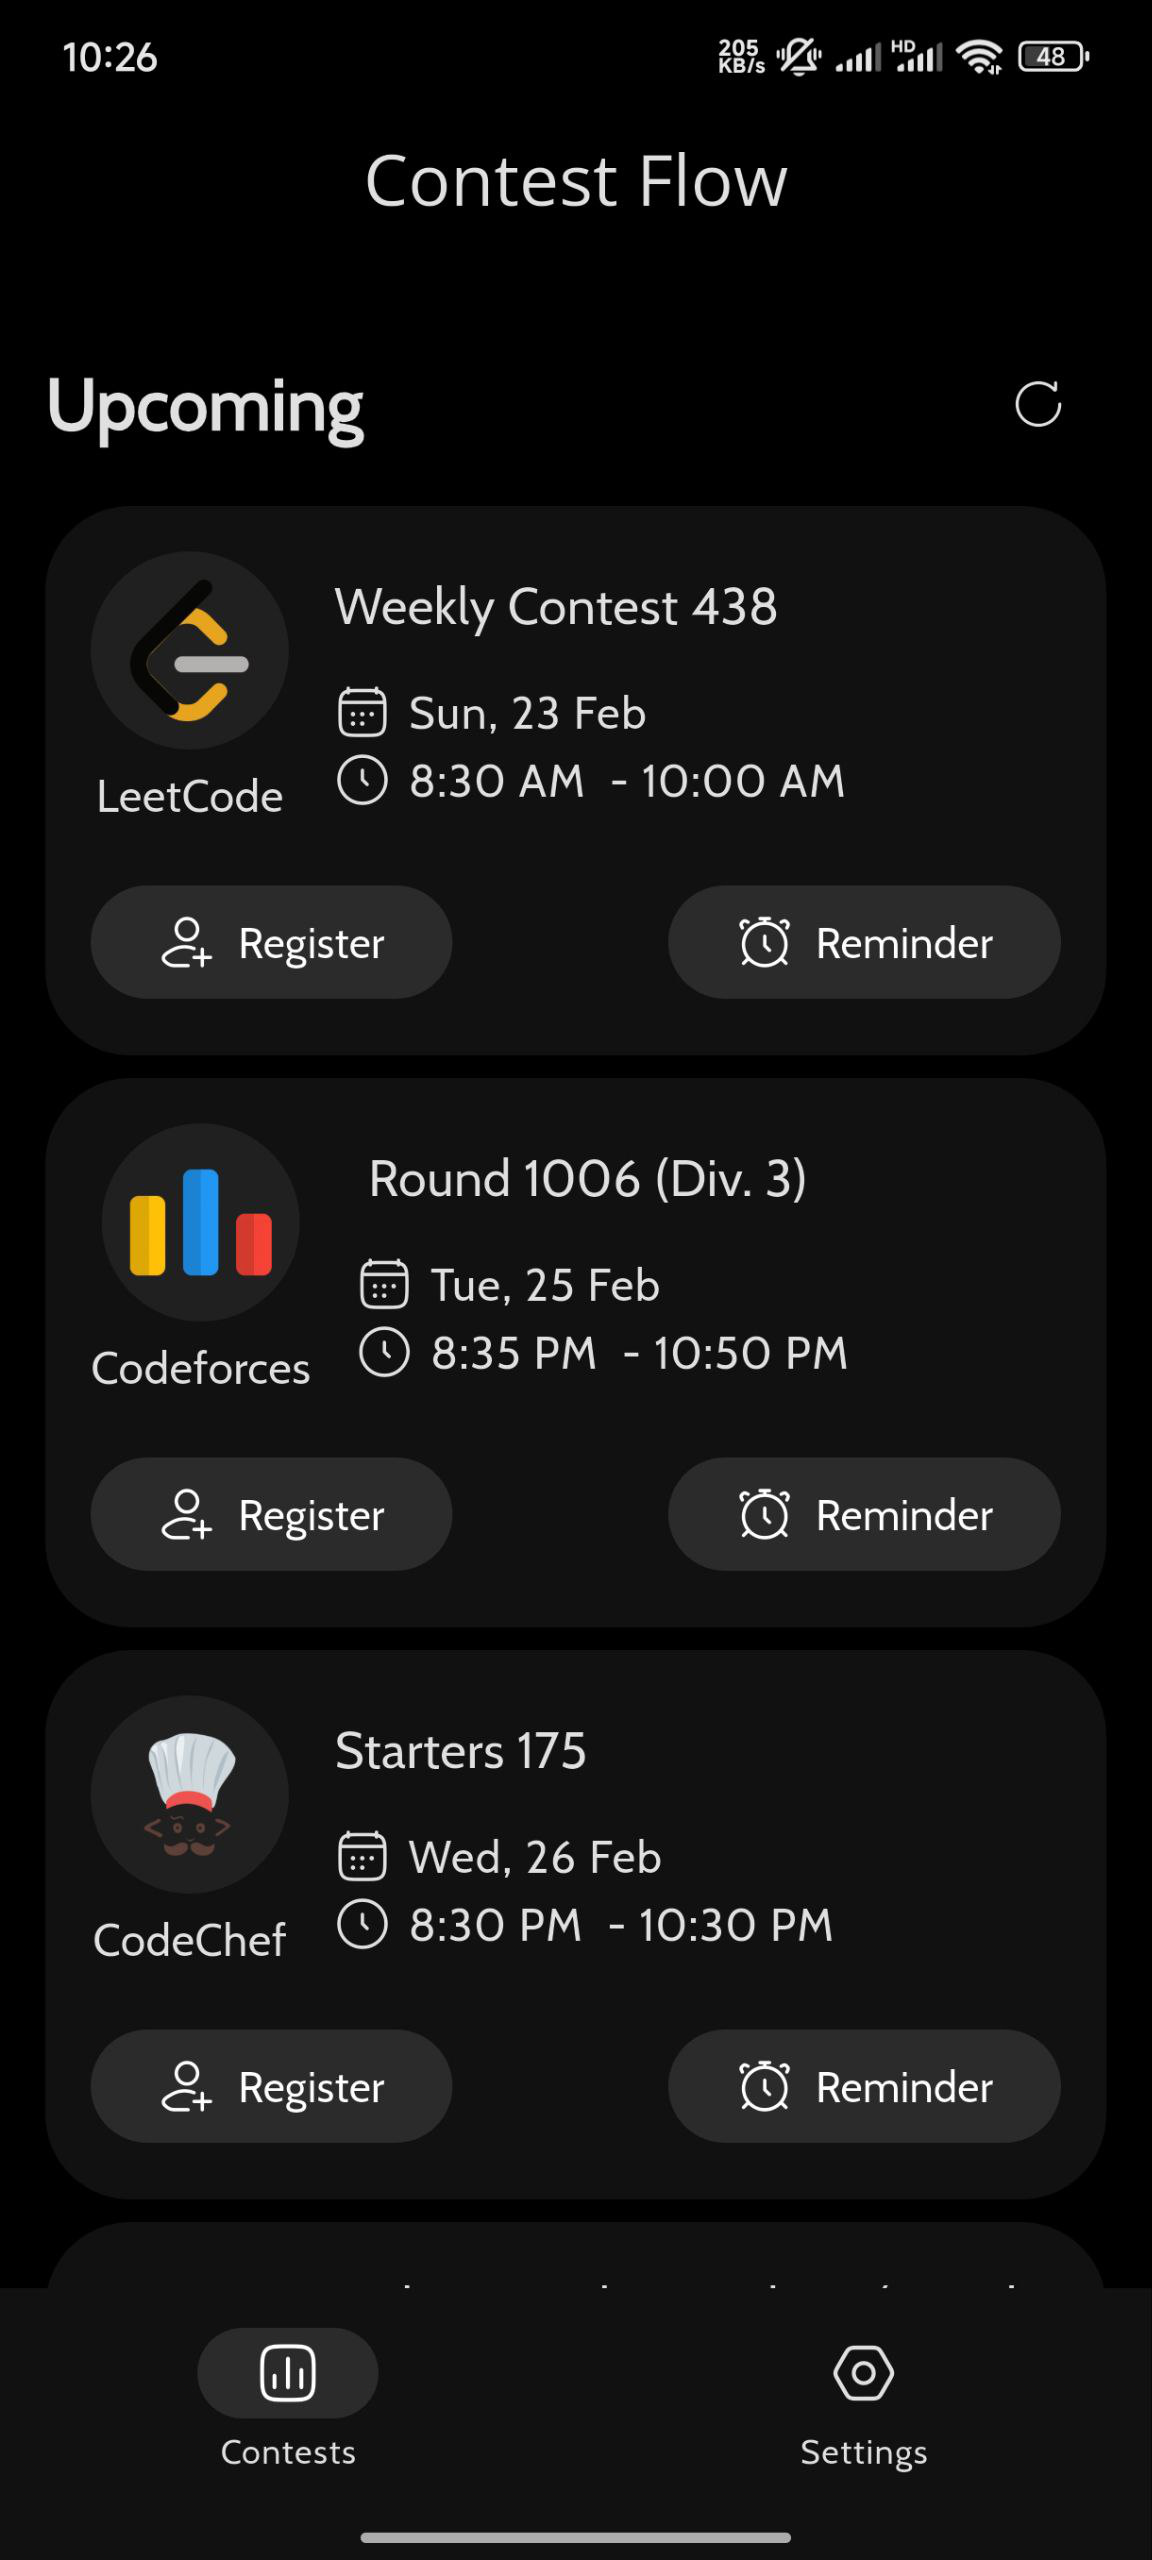 10:26
205 KB/s HD 48
Contest Flow
Upcoming
Weekly Contest 438
Sun, 23 Feb
8:30 AM - 10:00 AM
LeetCode
Register Reminder
Round 1006 (Div. 3)
Tue, 25 Feb
8:35 PM - 10:50 PM
Codeforces
Register Reminder
Starters 175
Wed, 26 Feb
8:30 PM - 10:30 PM
CodeChef
Register Reminder
Contests Settings